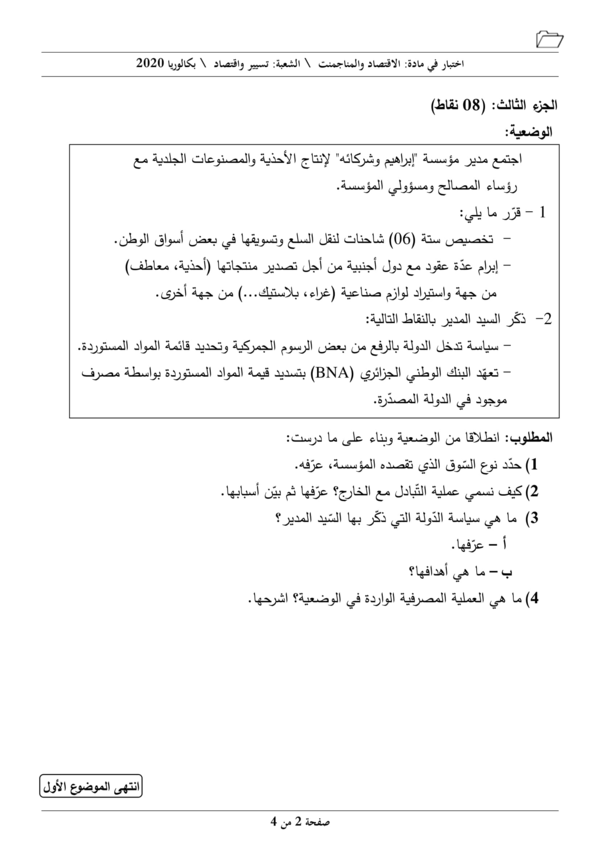 اختبار في مادة: الاقتصاد والمناجمنت \ الشعبة: تسيير واقتصاد \ بكالوريا 2020
الجزء الثالث: (08 نقاط)
الوضعية:
اجتمع مدير مؤسسة "إبراهيم وشركائه" لإنتاج الأحذية والمصنوعات الجلدية مع
رؤساء المصالح ومسؤولي المؤسسة.
1 - قرّر ما يلي:
- تخصيص ستة (06) شاحنات لنقل السلع وتسويقها في بعض أسواق الوطن.
- إبرام عدّة عقود مع دول أجنبية من أجل تصدير منتجاتها (أحذية، معاطف)
من جهة واستيراد لوازم صناعية (غراء، بلاستيك...) من جهة أخرى.
2- ذكّر السيد المدير بالنقاط التالية:
- سياسة تدخل الدولة بالرفع من بعض الرسوم الجمركية وتحديد قائمة المواد المستوردة.
- تعهّد البنك الوطني الجزائري (BNA) بتسديد قيمة المواد المستوردة بواسطة مصرف
موجود في الدولة المصدّرة.
المطلوب: انطلاقا من الوضعية وبناء على ما درست:
1) حدّد نوع السّوق الذي تقصده المؤسسة، عرّفه.
2) كيف نسمي عملية التّبادل مع الخارج؟ عرّفها ثم بيّن أسبابها.
3) ما هي سياسة الدّولة التي ذكّر بها السّيد المدير؟
أ – عرّفها.
ب – ما هي أهدافها؟
4) ما هي العملية المصرفية الواردة في الوضعية؟ اشرحها.
انتهى الموضوع الأول
صفحة 2 من 4